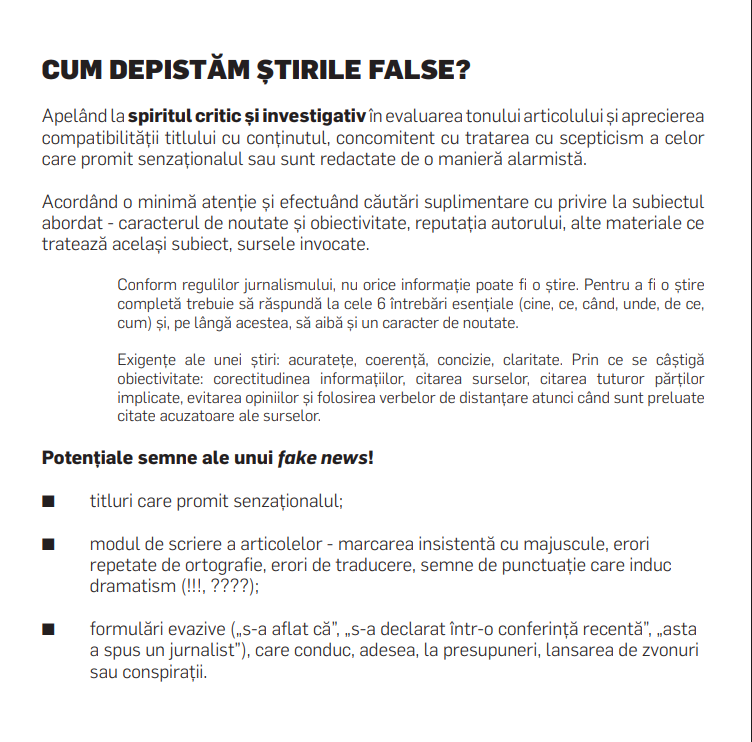 CUM DEPISTĂM ȘTIRILE FALSE?
Apelând la spiritul critic și investigativ în evaluarea tonului articolului și aprecierea
compatibilității titlului cu conținutul, concomitent cu tratarea cu scepticism a celor
care promit senzaționalul sau sunt redactate de o manieră alarmistă.
Acordând o minimă atenție și efectuând căutări suplimentare cu privire la subiectul
abordat - caracterul de noutate și obiectivitate, reputația autorului, alte materiale ce
tratează același subiect, sursele invocate.
Conform regulilor jurnalismului, nu orice informație poate fi o știre. Pentru a fi o știre
completă trebuie să răspundă la cele 6 întrebări esențiale (cine, ce, când, unde, de ce,
cum) și, pe lângă acestea, să aibă și un caracter de noutate.
Exigențe ale unei știri: acuratețe, coerență, concizie, claritate. Prin ce se câștigă
obiectivitate: corectitudinea informațiilor, citarea surselor, citarea tuturor părților
implicate, evitarea opiniilor și folosirea verbelor de distanțare atunci când sunt preluate
citate acuzatoare ale surselor.
Potențiale semne ale unui fake news!
■ titluri care promit senzaționalul;
■ modul de scriere a articolelor - marcarea insistentă cu majuscule, erori
repetate de ortografie, erori de traducere, semne de punctuație care induc
dramatism (!!!, ????);
■ formulări evazive („s-a aflat că”, „s-a declarat într-o conferință recentă”, „asta
a spus un jurnalist”), care conduc, adesea, la presupuneri, lansarea de zvonuri
sau conspirații.